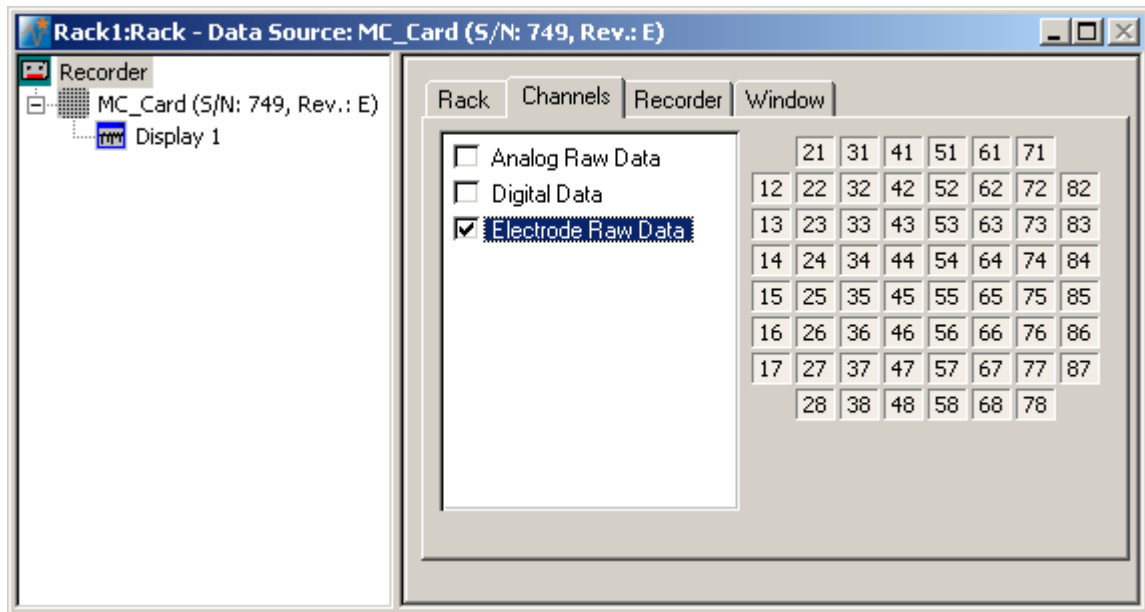 Rack1:Rack - Data Source: MC_Card (S/N: 749, Rev.: E)
Recorder
MC_Card (S/N: 749, Rev.: E)
Display 1
Rack Channels Recorder Window
Analog Raw Data
Digital Data
Electrode Raw Data
21 31 41 51 61 71
12 22 32 42 52 62 72 82
13 23 33 43 53 63 73 83
14 24 34 44 54 64 74 84
15 25 35 45 55 65 75 85
16 26 36 46 56 66 76 86
17 27 37 47 57 67 77 87
28 38 48 58 68 78